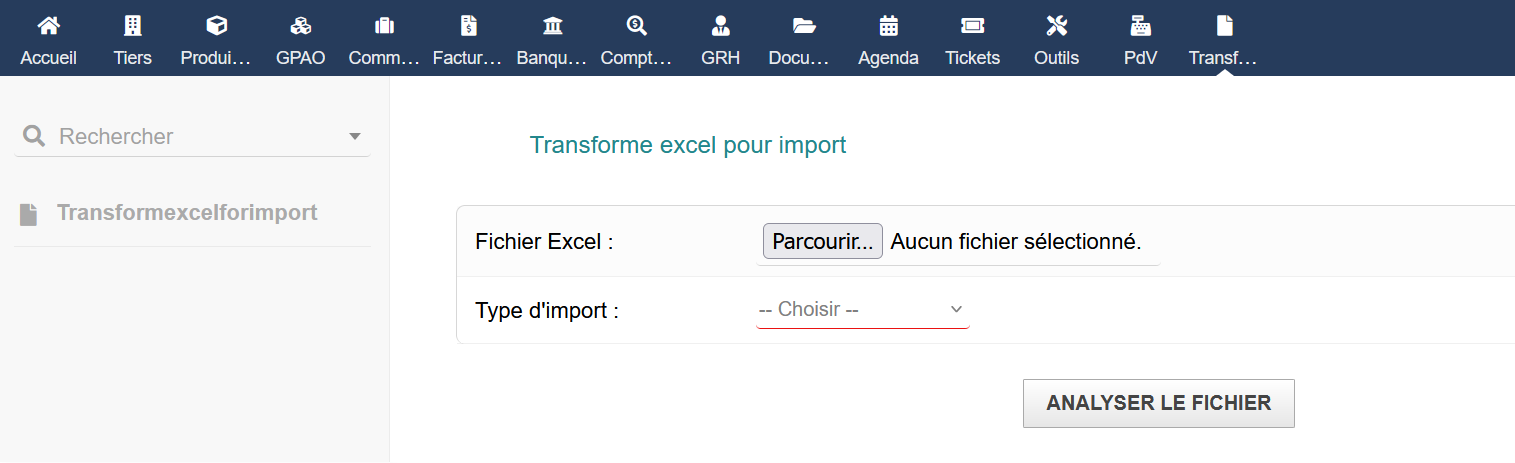 Accueil Tiers Produi... GPAO Comm... Factur... Banqu... Compt... GRH Docu... Agenda Tickets Outils PdV Transf...
Rechercher
Transforme excel pour import
Transformexcelforimport
Fichier Excel : Parcourir... Aucun fichier sélectionné.
Type d'import : -- Choisir --
ANALYSER LE FICHIER